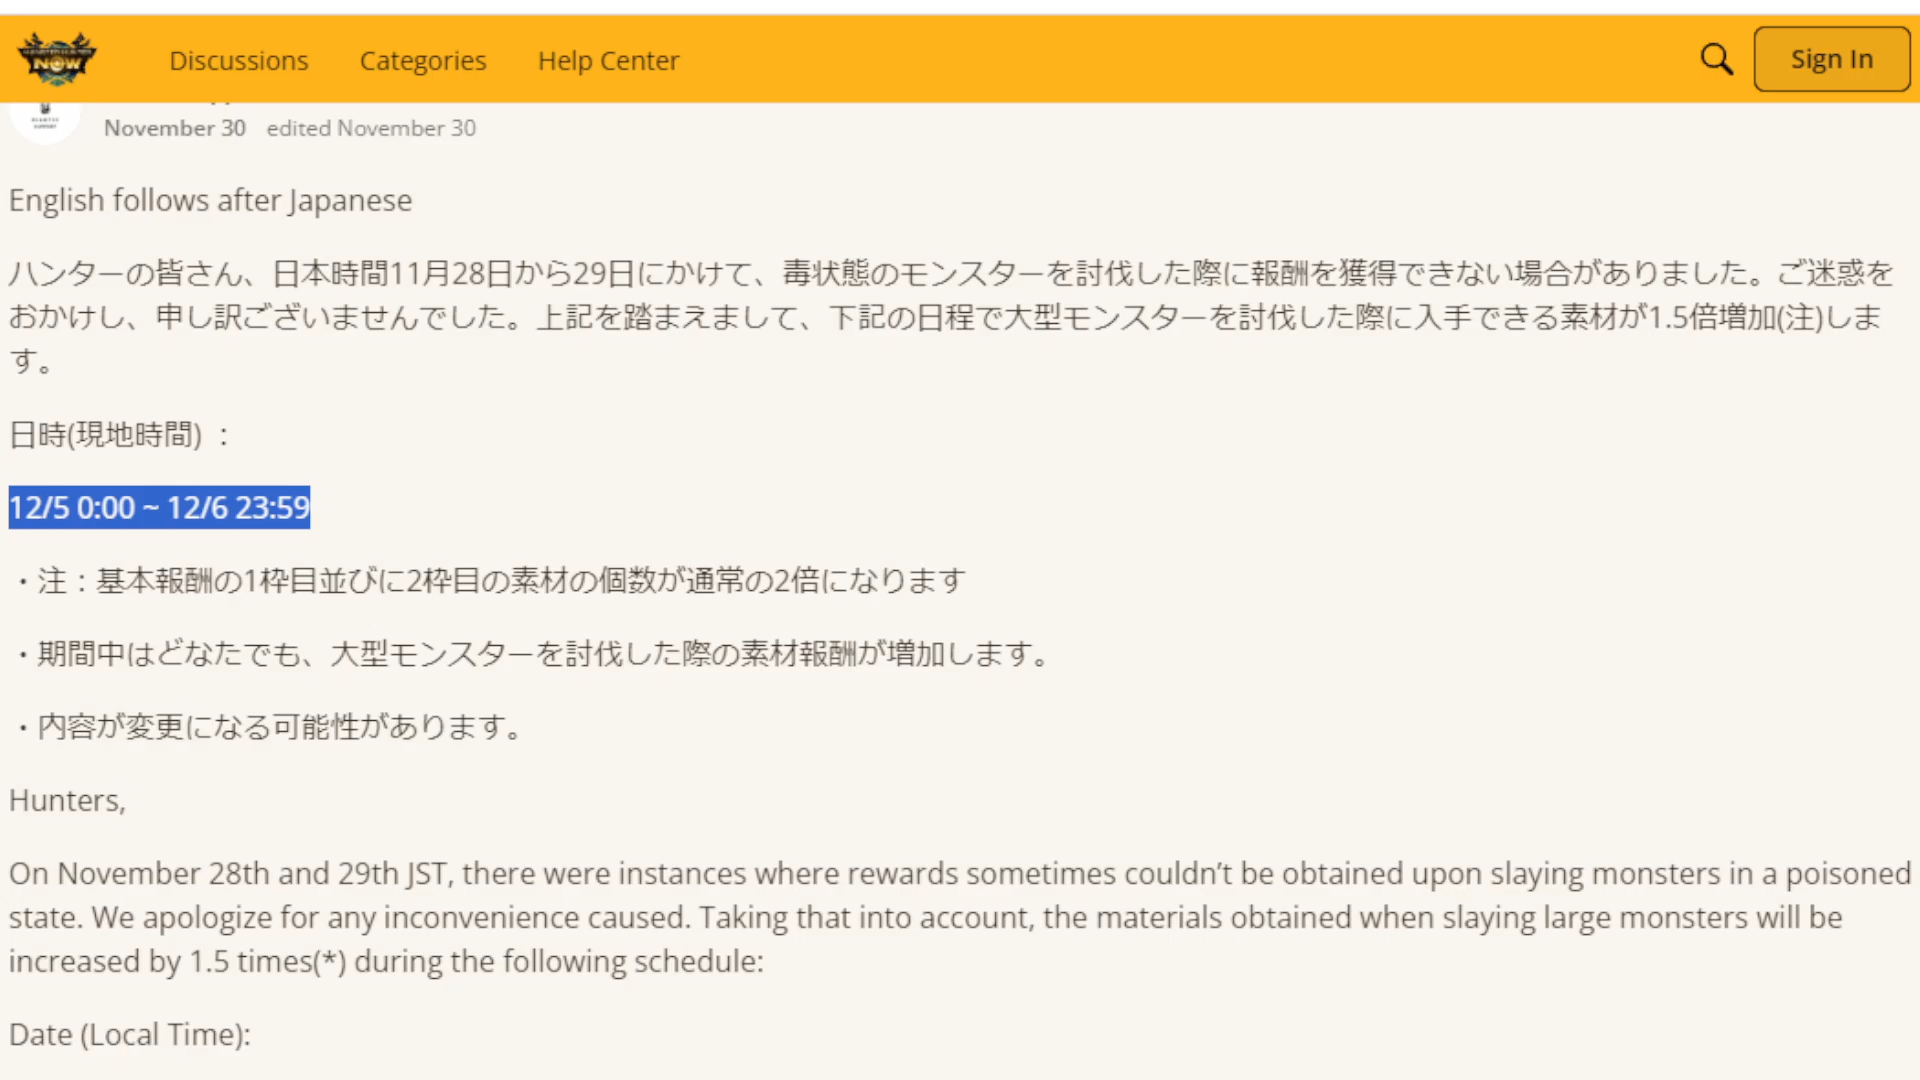 NOW
Discussions
Categories
Help Center
Sign In
November 30 edited November 30
English follows after Japanese
ハンターの皆さん、日本時間11月28日から29日にかけて、毒状態のモンスターを討伐した際に報酬を獲得できない場合がありました。ご迷惑を
おかけし、申し訳ございませんでした。上記を踏まえまして、下記の日程で大型モンスターを討伐した際に入手できる素材が1.5倍増加(注)しま
す。
日時(現地時間) ：
12/5 0:00 ~ 12/6 23:59
・注：基本報酬の1枠目並びに2枠目の素材の個数が通常の2倍になります
・期間中はどなたでも、大型モンスターを討伐した際の素材報酬が増加します。
・内容が変更になる可能性があります。
Hunters,
On November 28th and 29th JST, there were instances where rewards sometimes couldn’t be obtained upon slaying monsters in a poisoned
state. We apologize for any inconvenience caused. Taking that into account, the materials obtained when slaying large monsters will be
increased by 1.5 times(*) during the following schedule:
Date (Local Time):